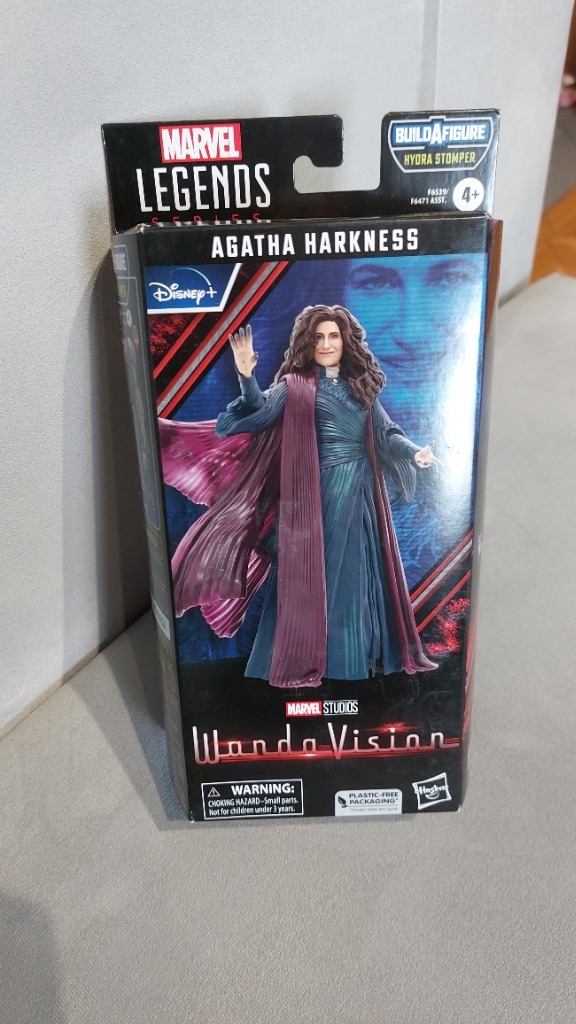 MARVEL
LEGENDS
SERIES
BUILD A FIGURE
HYDRA STOMPER
F6539/
F6471 ASST.
4+
AGATHA HARKNESS
Disney+
MARVEL STUDIOS
WandaVision
WARNING:
CHOKING HAZARD–Small parts.
Not for children under 3 years.
PLASTIC-FREE
PACKAGING*
Hasbro